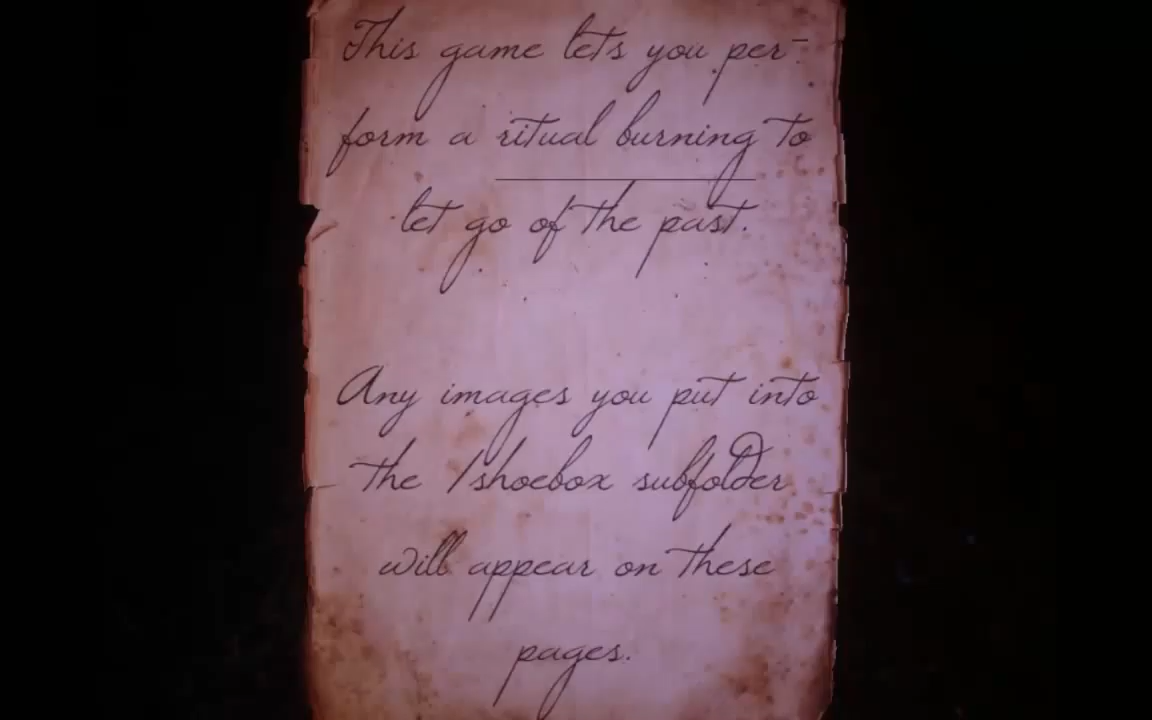 This game lets you per-
form a ritual burning to
let go of the past.
Any images you put into
the /shoebox subfolder
will appear on these
pages.